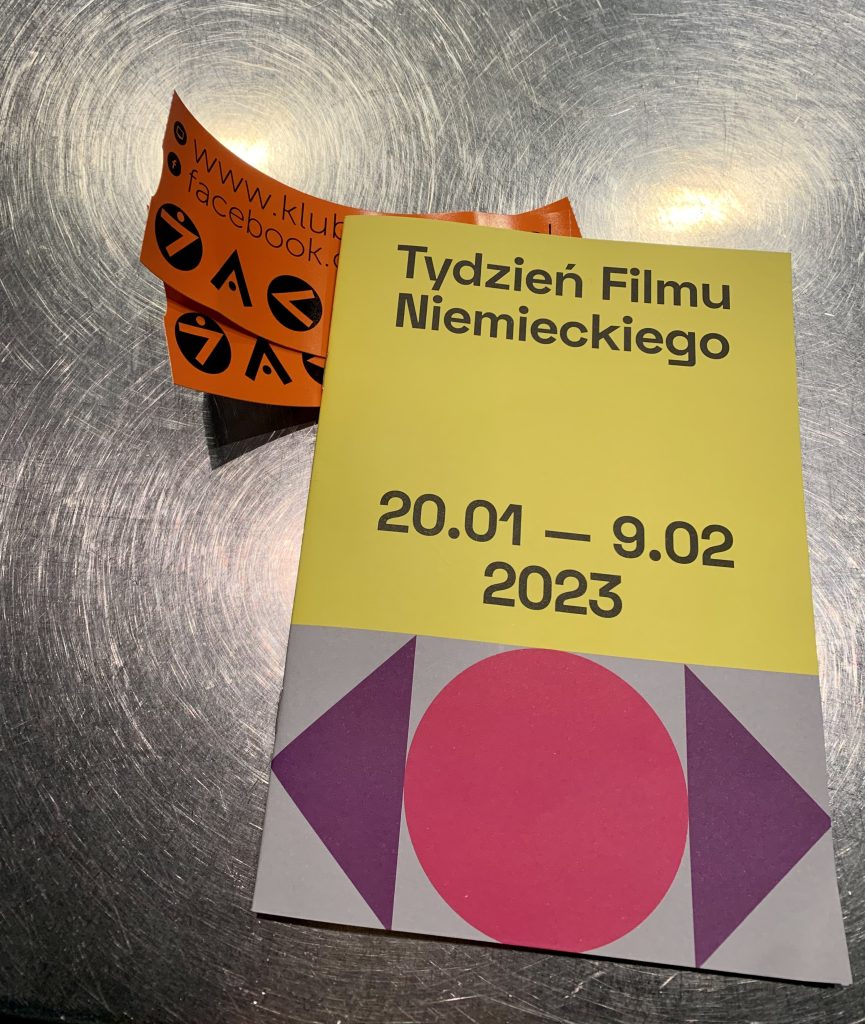 www.klub
facebook.
Tydzień Filmu
Niemieckiego
20.01 — 9.02
2023